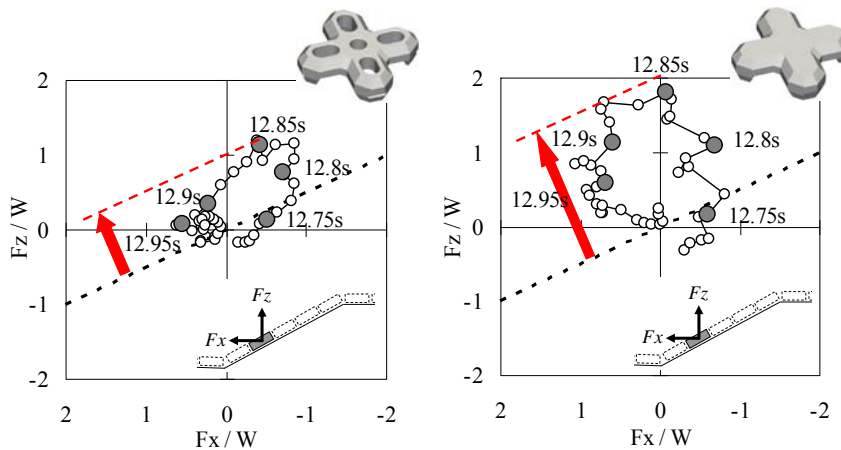 2
1
0
-1
-2
Fz / W
2
1
0
-1
-2
Fx / W
12.85s
12.8s
12.9s
12.95s
12.75s
Fz
Fx
2
1
0
-1
-2
Fz / W
2
1
0
-1
-2
Fx / W
12.85s
12.9s
12.8s
12.95s
12.75s
Fz
Fx